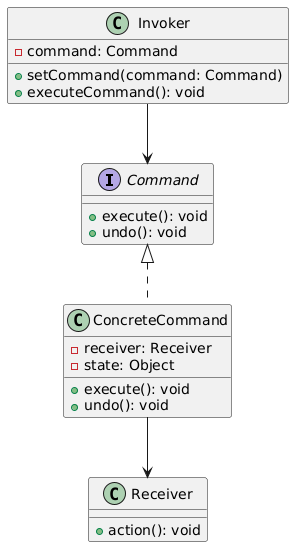 C Invoker
command: Command
setCommand(command: Command)
executeCommand(): void
I Command
execute(): void
undo(): void
C ConcreteCommand
receiver: Receiver
state: Object
execute(): void
undo(): void
C Receiver
action(): void